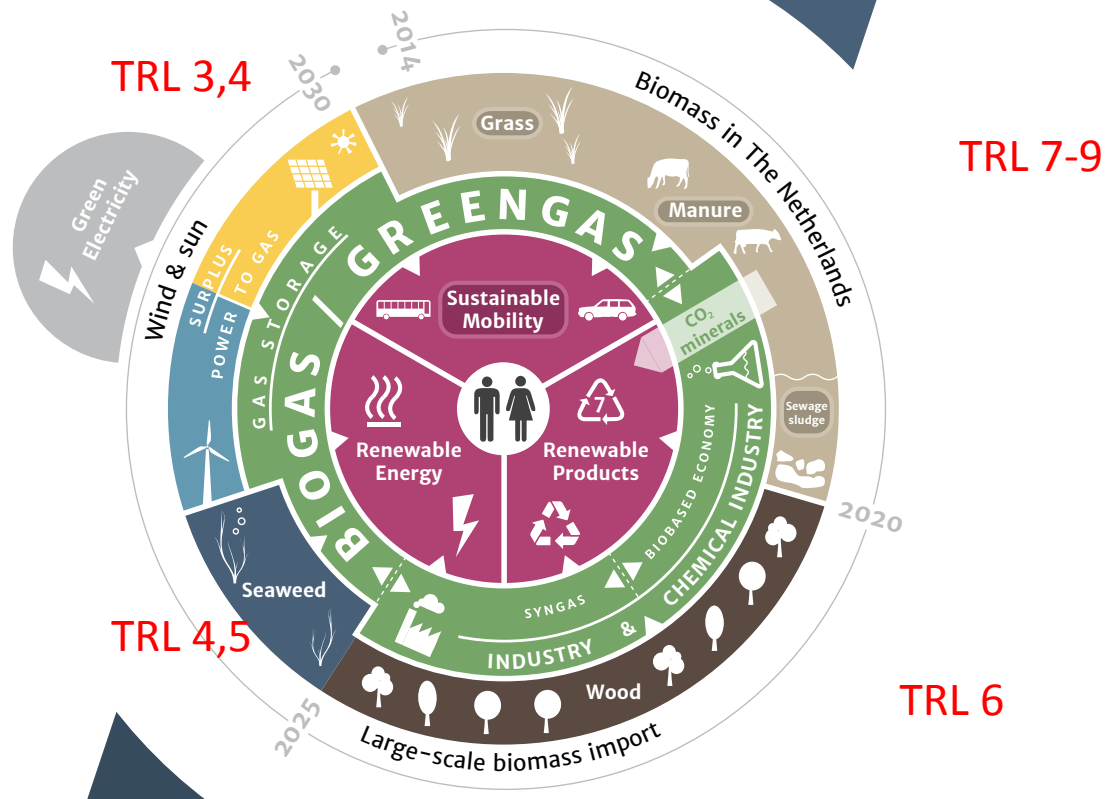 TRL 3,4
2030
2014
TRL 7-9
Biomass in The Netherlands
Grass
Manure
Green
Electricity
Wind & sun
SURPLUS
TO GAS
POWER
GAS STORAGE
BIOGAS / GREENGAS
Sustainable
Mobility
CO₂
minerals
Sewage
sludge
7
Renewable
Energy
Renewable
Products
BIOBASED ECONOMY
SYNGAS
INDUSTRY & CHEMICAL INDUSTRY
2020
Seaweed
TRL 4,5
TRL 6
Wood
2025
Large-scale biomass import